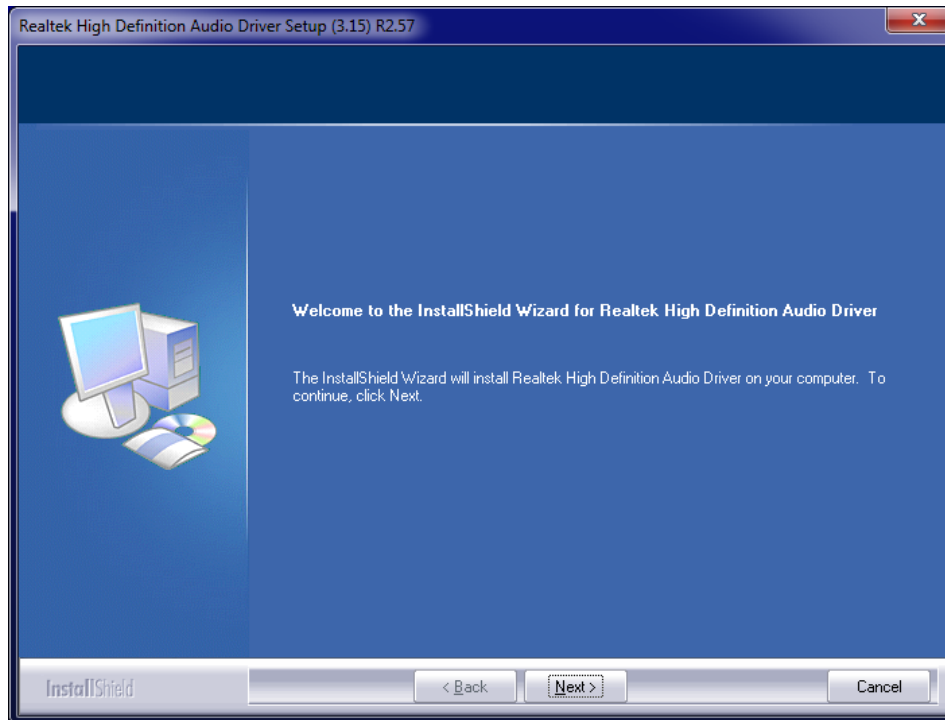 Realtek High Definition Audio Driver Setup (3.15) R2.57
Welcome to the InstallShield Wizard for Realtek High Definition Audio Driver
The InstallShield Wizard will install Realtek High Definition Audio Driver on your computer. To
continue, click Next.
InstallShield
< Back
Next >
Cancel